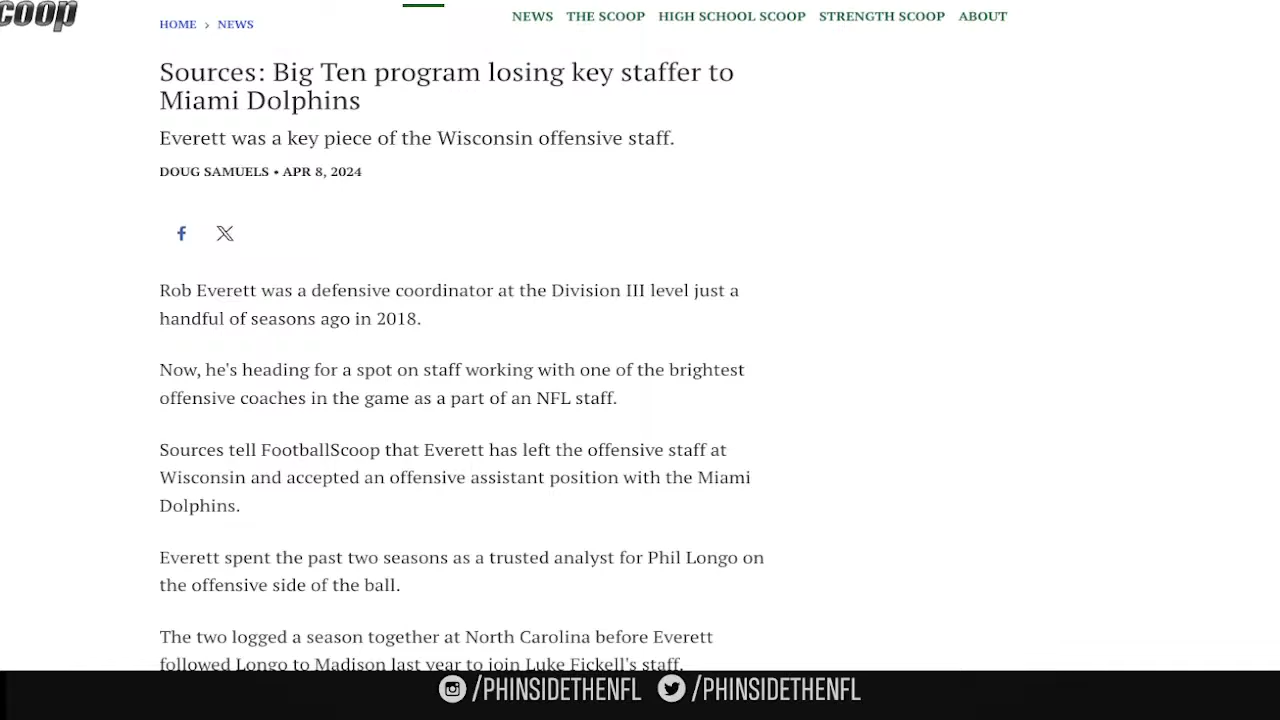 coop
NEWS THE SCOOP HIGH SCHOOL SCOOP STRENGTH SCOOP ABOUT
HOME > NEWS
Sources: Big Ten program losing key staffer to
Miami Dolphins
Everett was a key piece of the Wisconsin offensive staff.
DOUG SAMUELS • APR 8, 2024
Rob Everett was a defensive coordinator at the Division III level just a
handful of seasons ago in 2018.
Now, he's heading for a spot on staff working with one of the brightest
offensive coaches in the game as a part of an NFL staff.
Sources tell FootballScoop that Everett has left the offensive staff at
Wisconsin and accepted an offensive assistant position with the Miami
Dolphins.
Everett spent the past two seasons as a trusted analyst for Phil Longo on
the offensive side of the ball.
The two logged a season together at North Carolina before Everett
followed Longo to Madison last year to join Luke Fickell's staff.
/PHINSIDETHENFL /PHINSIDETHENFL